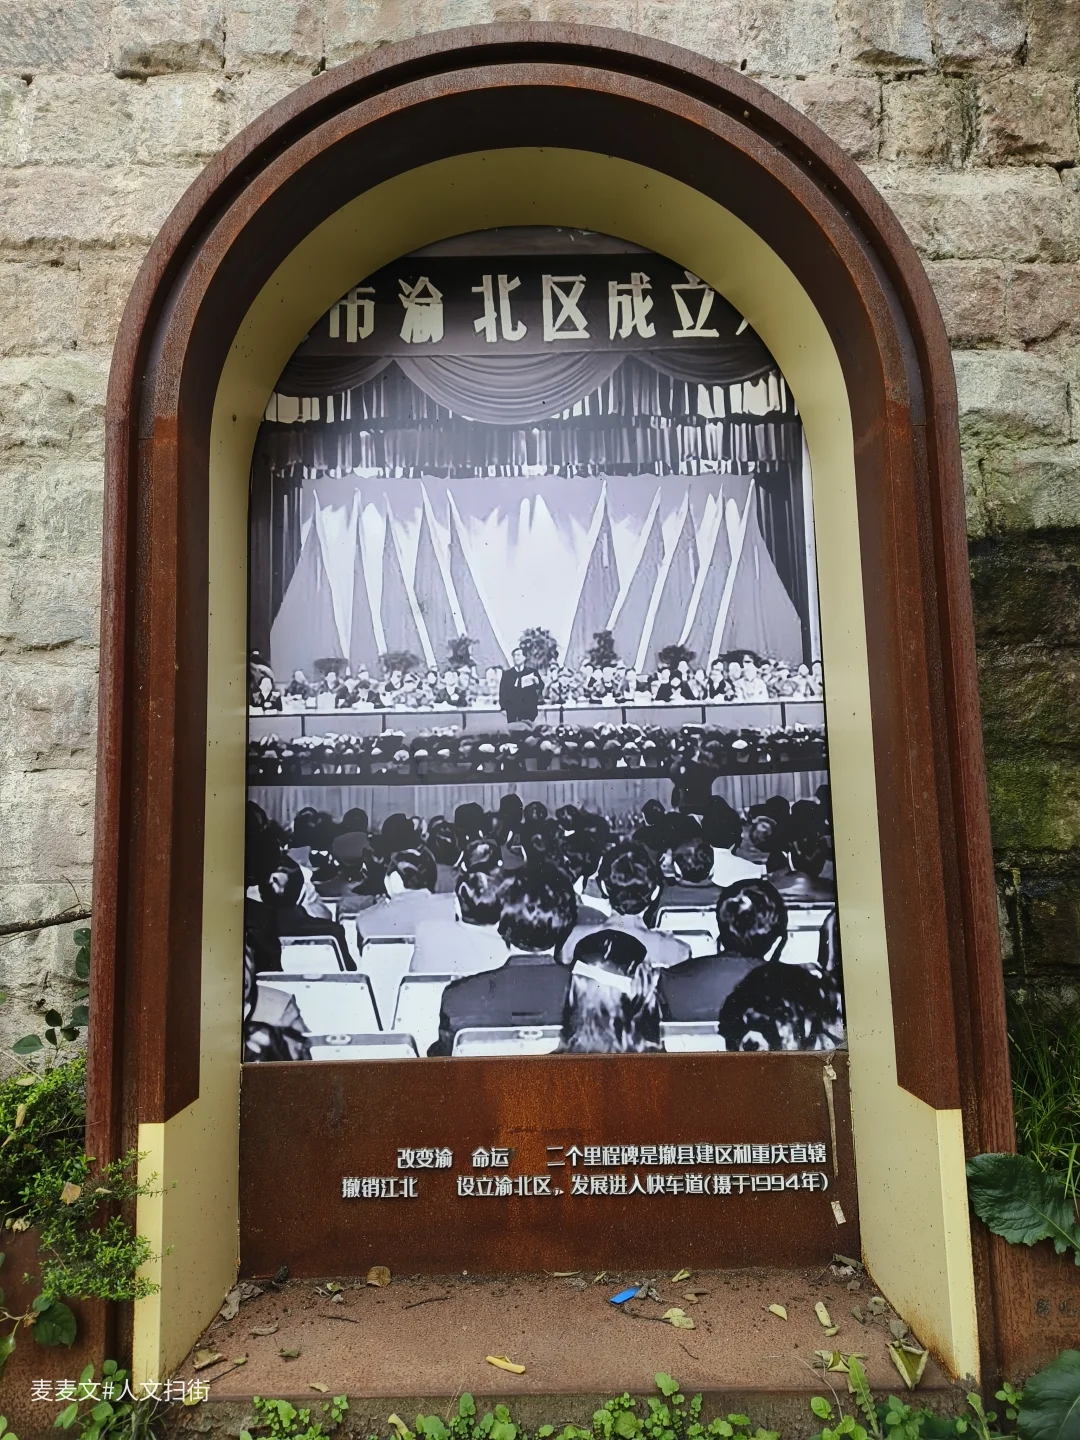 市渝北区成立
改变渝 命运 二个里程碑是撤县建区和重庆直辖
撤销江北 设立渝北区，发展进入快车道(摄于1994年)
麦麦文#人文扫街